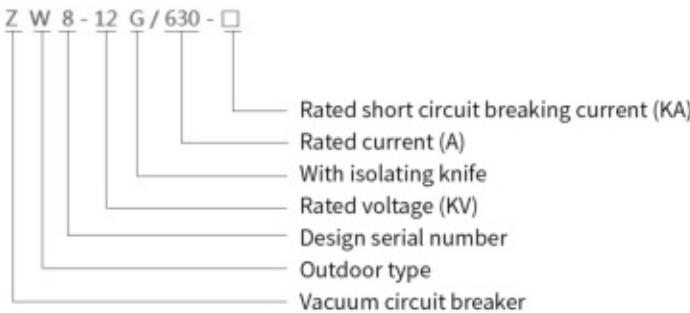 Z W 8 - 12 G / 630 - □
Rated short circuit breaking current (KA)
Rated current (A)
With isolating knife
Rated voltage (KV)
Design serial number
Outdoor type
Vacuum circuit breaker